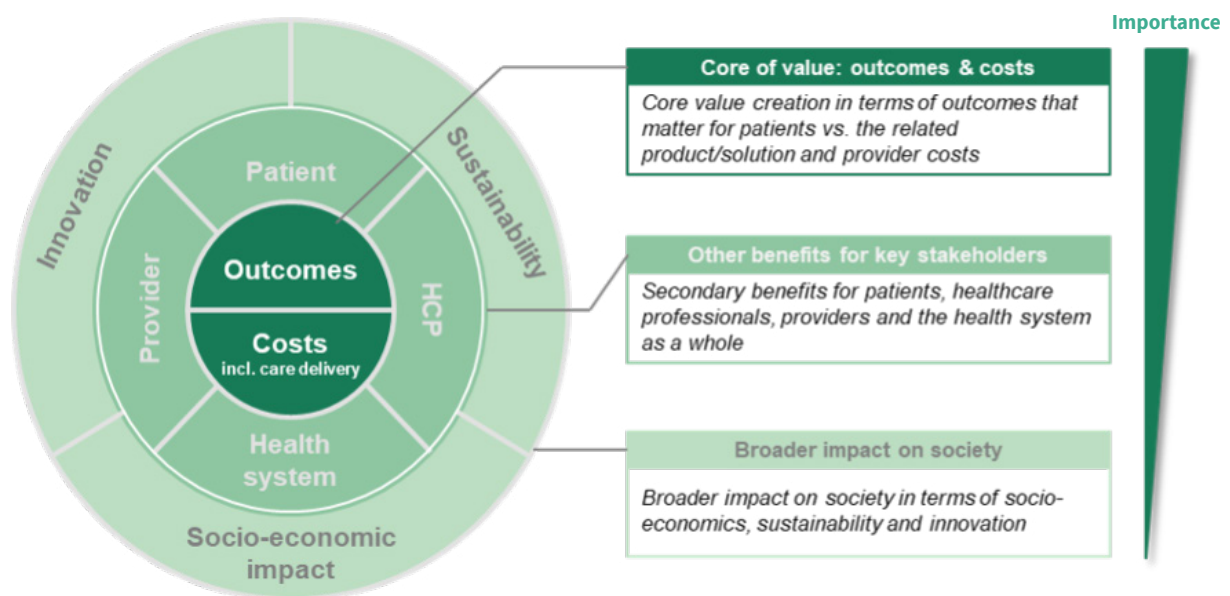 Importance
Innovation
Sustainability
Patient
Provider
HCP
Health
system
Outcomes
Costs
incl. care delivery
Socio-economic
impact
Core of value: outcomes & costs
Core value creation in terms of outcomes that
matter for patients vs. the related
product/solution and provider costs
Other benefits for key stakeholders
Secondary benefits for patients, healthcare
professionals, providers and the health system
as a whole
Broader impact on society
Broader impact on society in terms of socio-
economics, sustainability and innovation